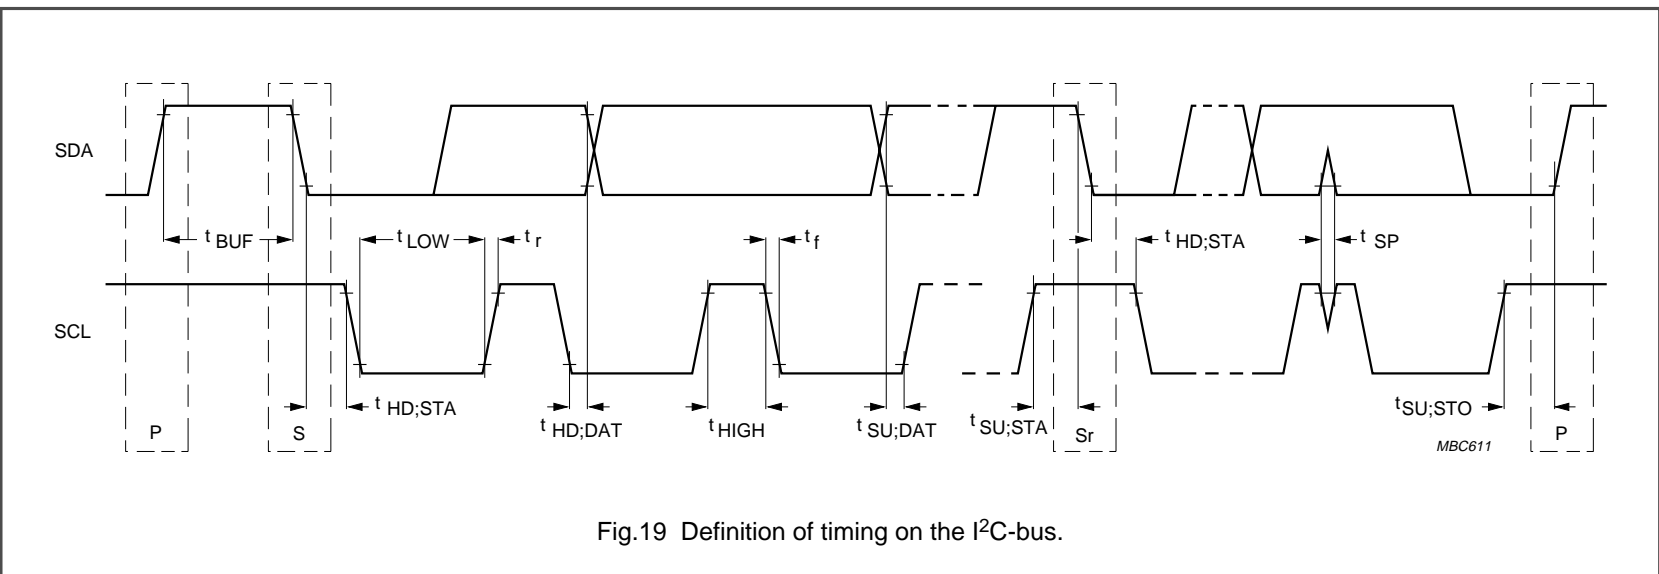 SDA
t BUF
t LOW
t r
t f
t HD;STA
t SP
SCL
t HD;STA
t HD;DAT
t HIGH
t SU;DAT
t SU;STA
t SU;STO
P
S
Sr
MBC611
P
Fig.19 Definition of timing on the I2C-bus.